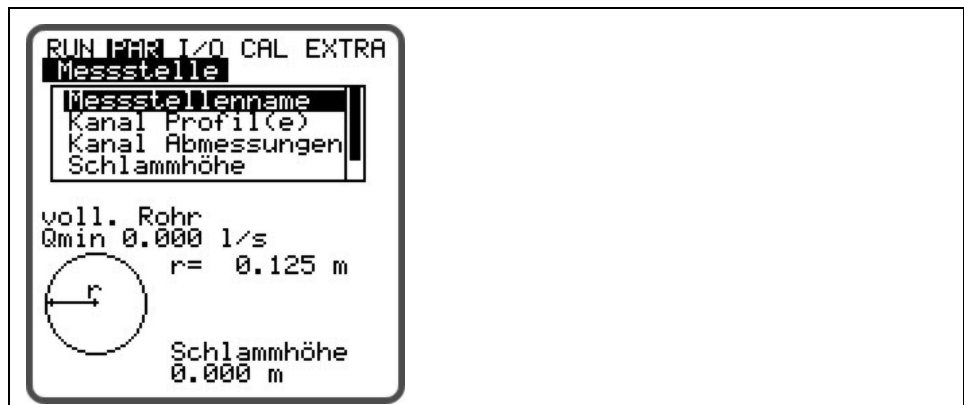 RUN PAR I/O CAL EXTRA
Messstelle
Messstellenname
Kanal Profil(e)
Kanal Abmessungen
Schlammhöhe
voll. Rohr
Qmin 0.000 l/s
r= 0.125 m
r
Schlammhöhe
0.000 m